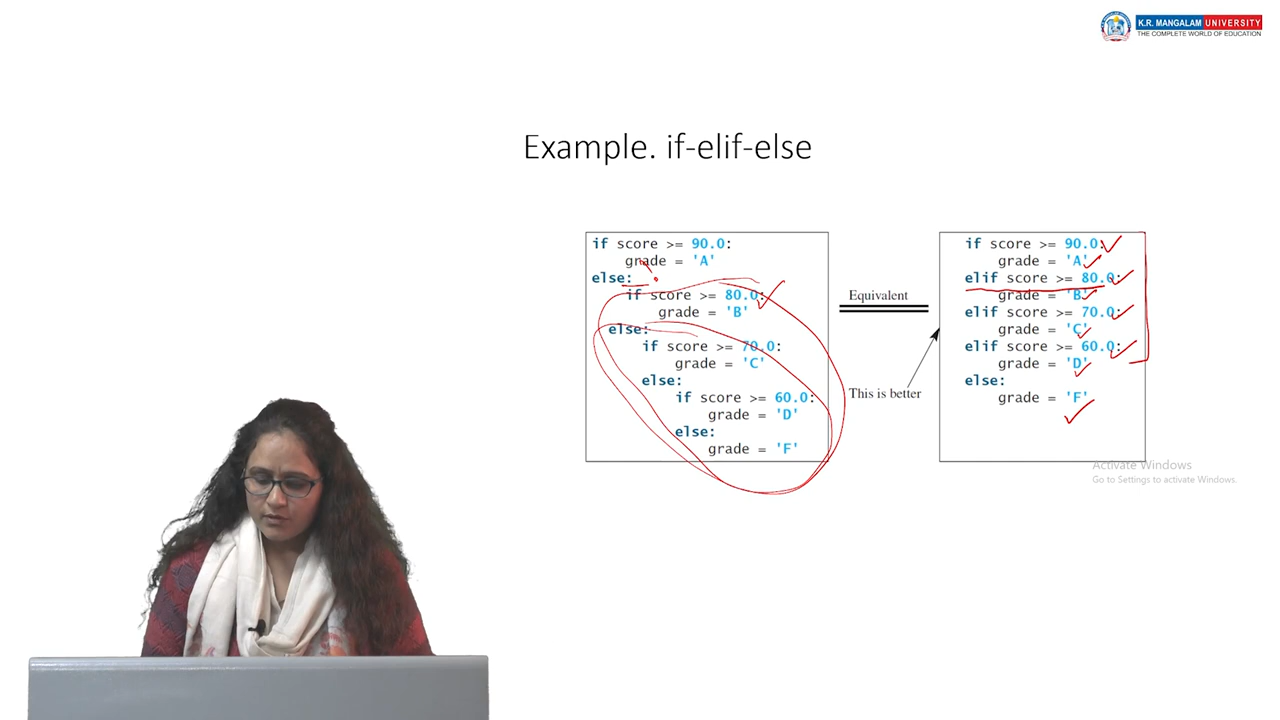 K.R. MANGALAM UNIVERSITY
THE COMPLETE WORLD OF EDUCATION
Example. if-elif-else
if score >= 90.0:
grade = 'A'
else:
if score >= 80.0:
grade = 'B'
else:
if score >= 70.0:
grade = 'C'
else:
if score >= 60.0:
grade = 'D'
else:
grade = 'F'
Equivalent
This is better
if score >= 90.0:
grade = 'A'
elif score >= 80.0:
grade = 'B'
elif score >= 70.0:
grade = 'C'
elif score >= 60.0:
grade = 'D'
else:
grade = 'F'
Activate Windows
Go to Settings to activate Windows.